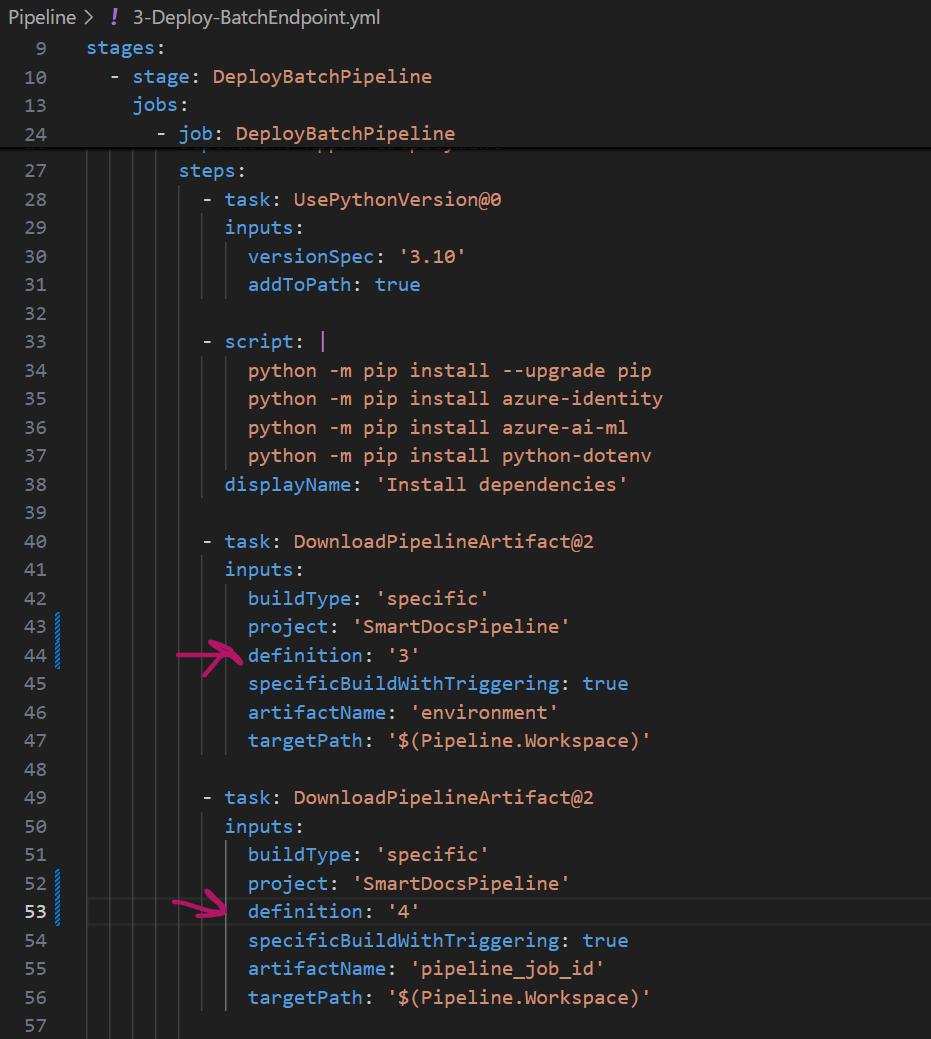 Pipeline > ! 3-Deploy-BatchEndpoint.yml
9 stages:
10 - stage: DeployBatchPipeline
13 jobs:
24 - job: DeployBatchPipeline
27 steps:
28 - task: UsePythonVersion@0
29 inputs:
30 versionSpec: '3.10'
31 addToPath: true
32
33 - script: |
34 python -m pip install --upgrade pip
35 python -m pip install azure-identity
36 python -m pip install azure-ai-ml
37 python -m pip install python-dotenv
38 displayName: 'Install dependencies'
39
40 - task: DownloadPipelineArtifact@2
41 inputs:
42 buildType: 'specific'
43 project: 'SmartDocsPipeline'
44 definition: '3'
45 specificBuildWithTriggering: true
46 artifactName: 'environment'
47 targetPath: '$(Pipeline.Workspace)'
48
49 - task: DownloadPipelineArtifact@2
50 inputs:
51 buildType: 'specific'
52 project: 'SmartDocsPipeline'
53 definition: '4'
54 specificBuildWithTriggering: true
55 artifactName: 'pipeline_job_id'
56 targetPath: '$(Pipeline.Workspace)'
57